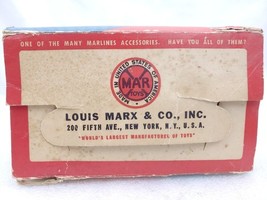 ONE OF THE MANY MARLINES ACCESSORIES. HAVE YOU ALL OF THEM?
MADE IN UNITED STATES OF AMERICA
MAR
TOYS
LOUIS MARX & CO., INC.
200 FIFTH AVE., NEW YORK, N.Y., U.S.A.
"WORLD'S LARGEST MANUFACTURERS OF TOYS"